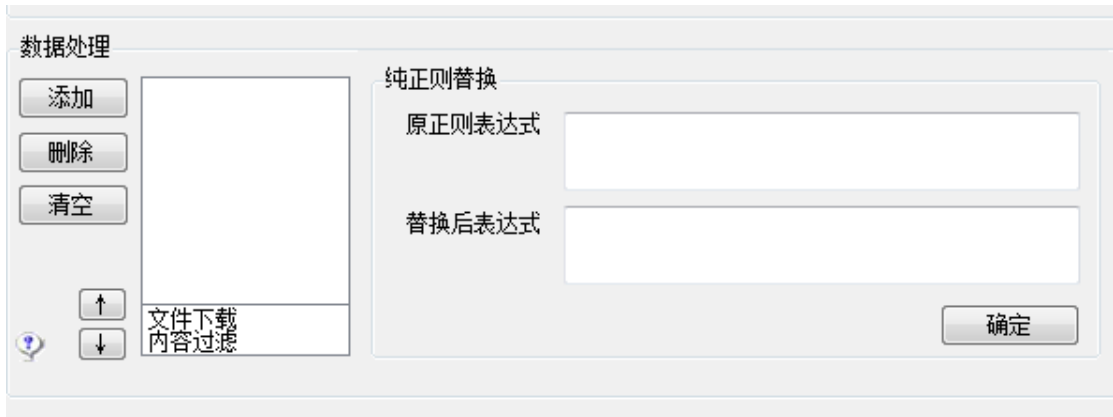 数据处理
添加
删除
清空
↑
↓
文件下载
内容过滤
纯正则替换
原正则表达式
替换后表达式
确定